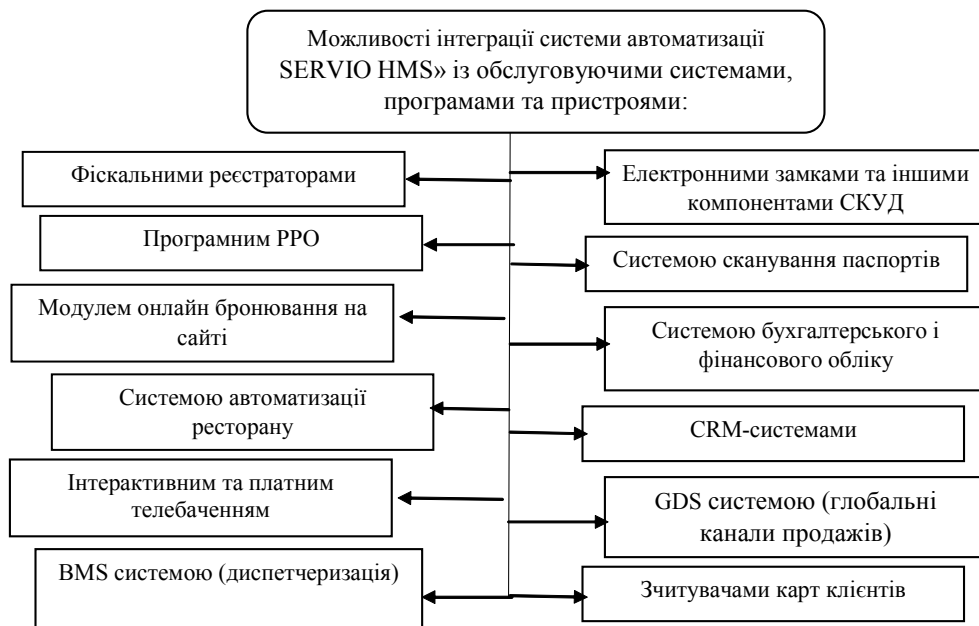 Можливості інтеграції системи автоматизації
SERVIO HMS» із обслуговуючими системами,
програмами та пристроями:
Фіскальними реєстраторами
Електронними замками та іншими
компонентами СКУД
Програмним РРО
Системою сканування паспортів
Модулем онлайн бронювання на
сайті
Системою бухгалтерського і
фінансового обліку
Системою автоматизації
ресторану
CRM-системами
Інтерактивним та платним
телебаченням
GDS системою (глобальні
канали продажів)
BMS системою (диспетчеризація)
Зчитувачами карт клієнтів